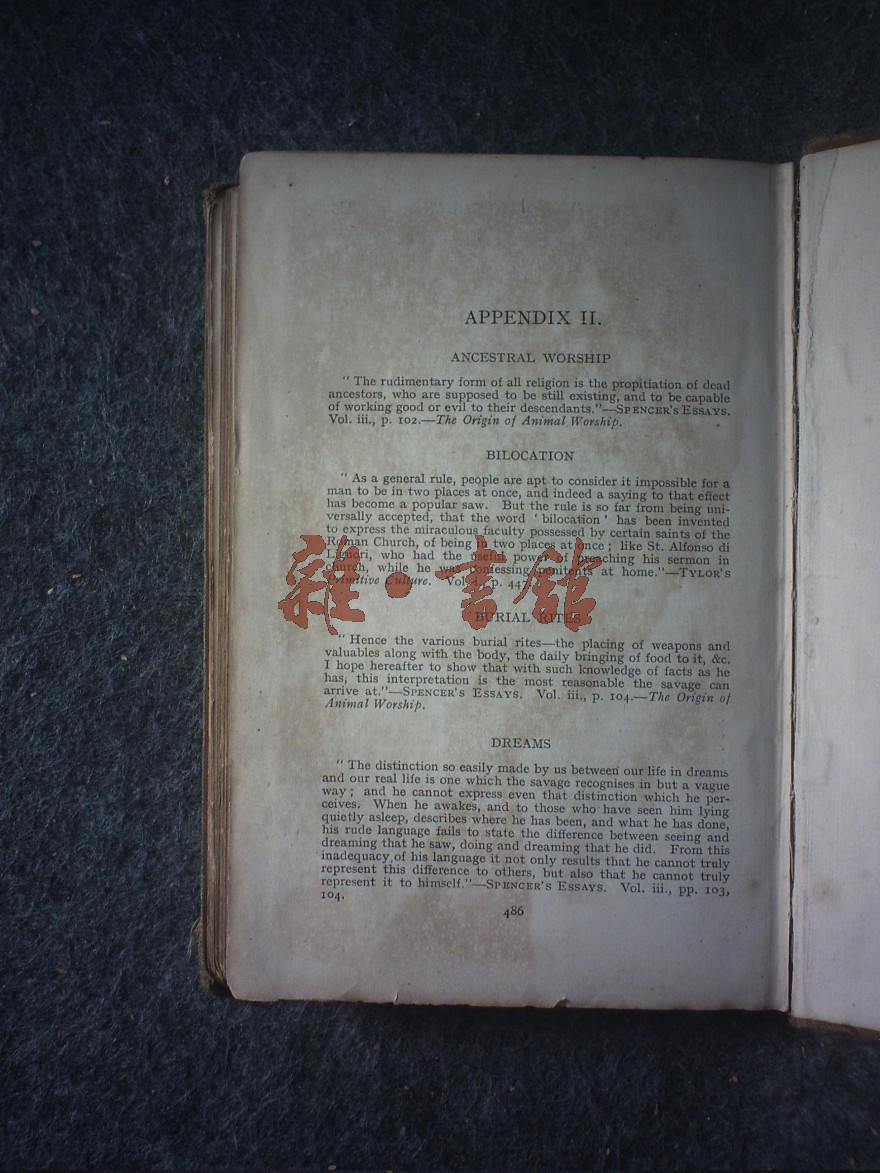 APPENDIX II.
ANCESTRAL WORSHIP
" The rudimentary form of all religion is the propitiation of dead
ancestors, who are supposed to be still existing, and to be capable
of working good or evil to their descendants."—SPENCER'S ESSAYS.
Vol. iii., p. 102.—The Origin of Animal Worship.
BILOCATION
" As a general rule, people are apt to consider it impossible for a
man to be in two places at once, and indeed a saying to that effect
has become a popular saw. But the rule is so far from being uni-
versally accepted, that the word ' bilocation ' has been invented
to express the miraculous faculty possessed by certain saints of the
Roman Church, of being in two places at once ; like St. Alfonso di
Liguori, who had the useful power of preaching his sermon in
church, while he was confessing penitents at home."—TYLOR'S
Primitive Culture. Vol. p. 447.
雜·書館
BURIAL RITES
" Hence the various burial rites—the placing of weapons and
valuables along with the body, the daily bringing of food to it, &c.
I hope hereafter to show that with such knowledge of facts as he
has, this interpretation is the most reasonable the savage can
arrive at."—SPENCER'S ESSAYS. Vol. iii., p. 104.—The Origin of
Animal Worship.
DREAMS
" The distinction so easily made by us between our life in dreams
and our real life is one which the savage recognises in but a vague
way ; and he cannot express even that distinction which he per-
ceives. When he awakes, and to those who have seen him lying
quietly asleep, describes where he has been, and what he has done,
his rude language fails to state the difference between seeing and
dreaming that he saw, doing and dreaming that he did. From this
inadequacy of his language it not only results that he cannot truly
represent this difference to others, but also that he cannot truly
represent it to himself."—SPENCER'S ESSAYS. Vol. iii., pp. 103,
104.
486